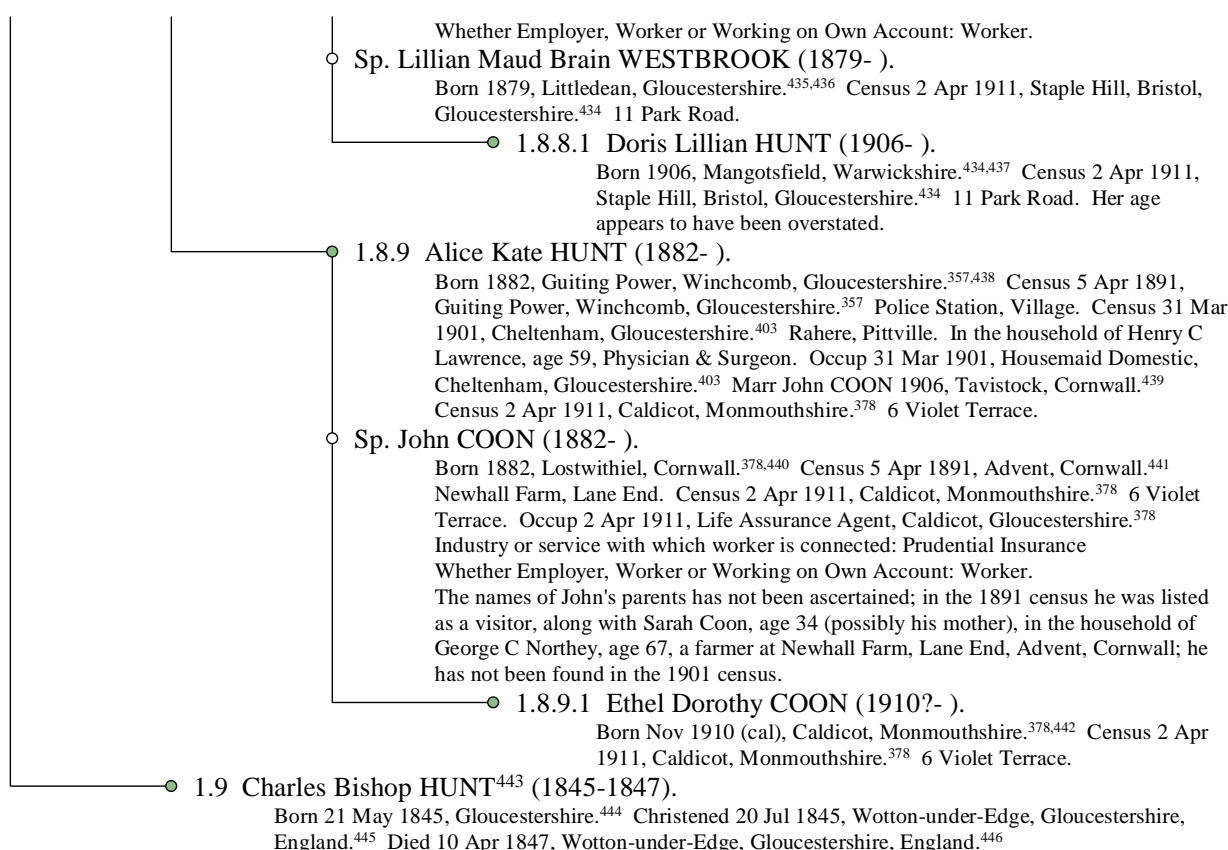 Whether Employer, Worker or Working on Own Account: Worker.
Sp. Lillian Maud Brain WESTBROOK (1879- ).
Born 1879, Littledean, Gloucestershire.435,436 Census 2 Apr 1911, Staple Hill, Bristol,
Gloucestershire.434 11 Park Road.
1.8.8.1 Doris Lillian HUNT (1906- ).
Born 1906, Mangotsfield, Warwickshire.434,437 Census 2 Apr 1911,
Staple Hill, Bristol, Gloucestershire.434 11 Park Road. Her age
appears to have been overstated.
1.8.9 Alice Kate HUNT (1882- ).
Born 1882, Guiting Power, Winchcomb, Gloucestershire.357,438 Census 5 Apr 1891,
Guiting Power, Winchcomb, Gloucestershire.357 Police Station, Village. Census 31 Mar
1901, Cheltenham, Gloucestershire.403 Rahere, Pittville. In the household of Henry C
Lawrence, age 59, Physician & Surgeon. Occup 31 Mar 1901, Housemaid Domestic,
Cheltenham, Gloucestershire.403 Marr John COON 1906, Tavistock, Cornwall.439
Census 2 Apr 1911, Caldicot, Monmouthshire.378 6 Violet Terrace.
Sp. John COON (1882- ).
Born 1882, Lostwithiel, Cornwall.378,440 Census 5 Apr 1891, Advent, Cornwall.441
Newhall Farm, Lane End. Census 2 Apr 1911, Caldicot, Monmouthshire.378 6 Violet
Terrace. Occup 2 Apr 1911, Life Assurance Agent, Caldicot, Gloucestershire.378
Industry or service with which worker is connected: Prudential Insurance
Whether Employer, Worker or Working on Own Account: Worker.
The names of John's parents has not been ascertained; in the 1891 census he was listed
as a visitor, along with Sarah Coon, age 34 (possibly his mother), in the household of
George C Northey, age 67, a farmer at Newhall Farm, Lane End, Advent, Cornwall; he
has not been found in the 1901 census.
1.8.9.1 Ethel Dorothy COON (1910?- ).
Born Nov 1910 (cal), Caldicot, Monmouthshire.378,442 Census 2 Apr
1911, Caldicot, Monmouthshire.378 6 Violet Terrace.
1.9 Charles Bishop HUNT443 (1845-1847).
Born 21 May 1845, Gloucestershire.444 Christened 20 Jul 1845, Wotton-under-Edge, Gloucestershire,
England.445 Died 10 Apr 1847, Wotton-under-Edge, Gloucestershire, England.446